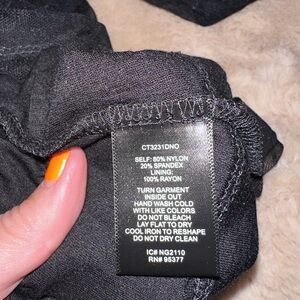 CT3231DNO
SELF: 80% NYLON
20% SPANDEX
LINING:
100% RAYON
TURN GARMENT
INSIDE OUT
HAND WASH COLD
WITH LIKE COLORS
DO NOT BLEACH
LAY FLAT TO DRY
COOL IRON TO RESHAPE
DO NOT DRY CLEAN
IC# NG2110
RN# 95377